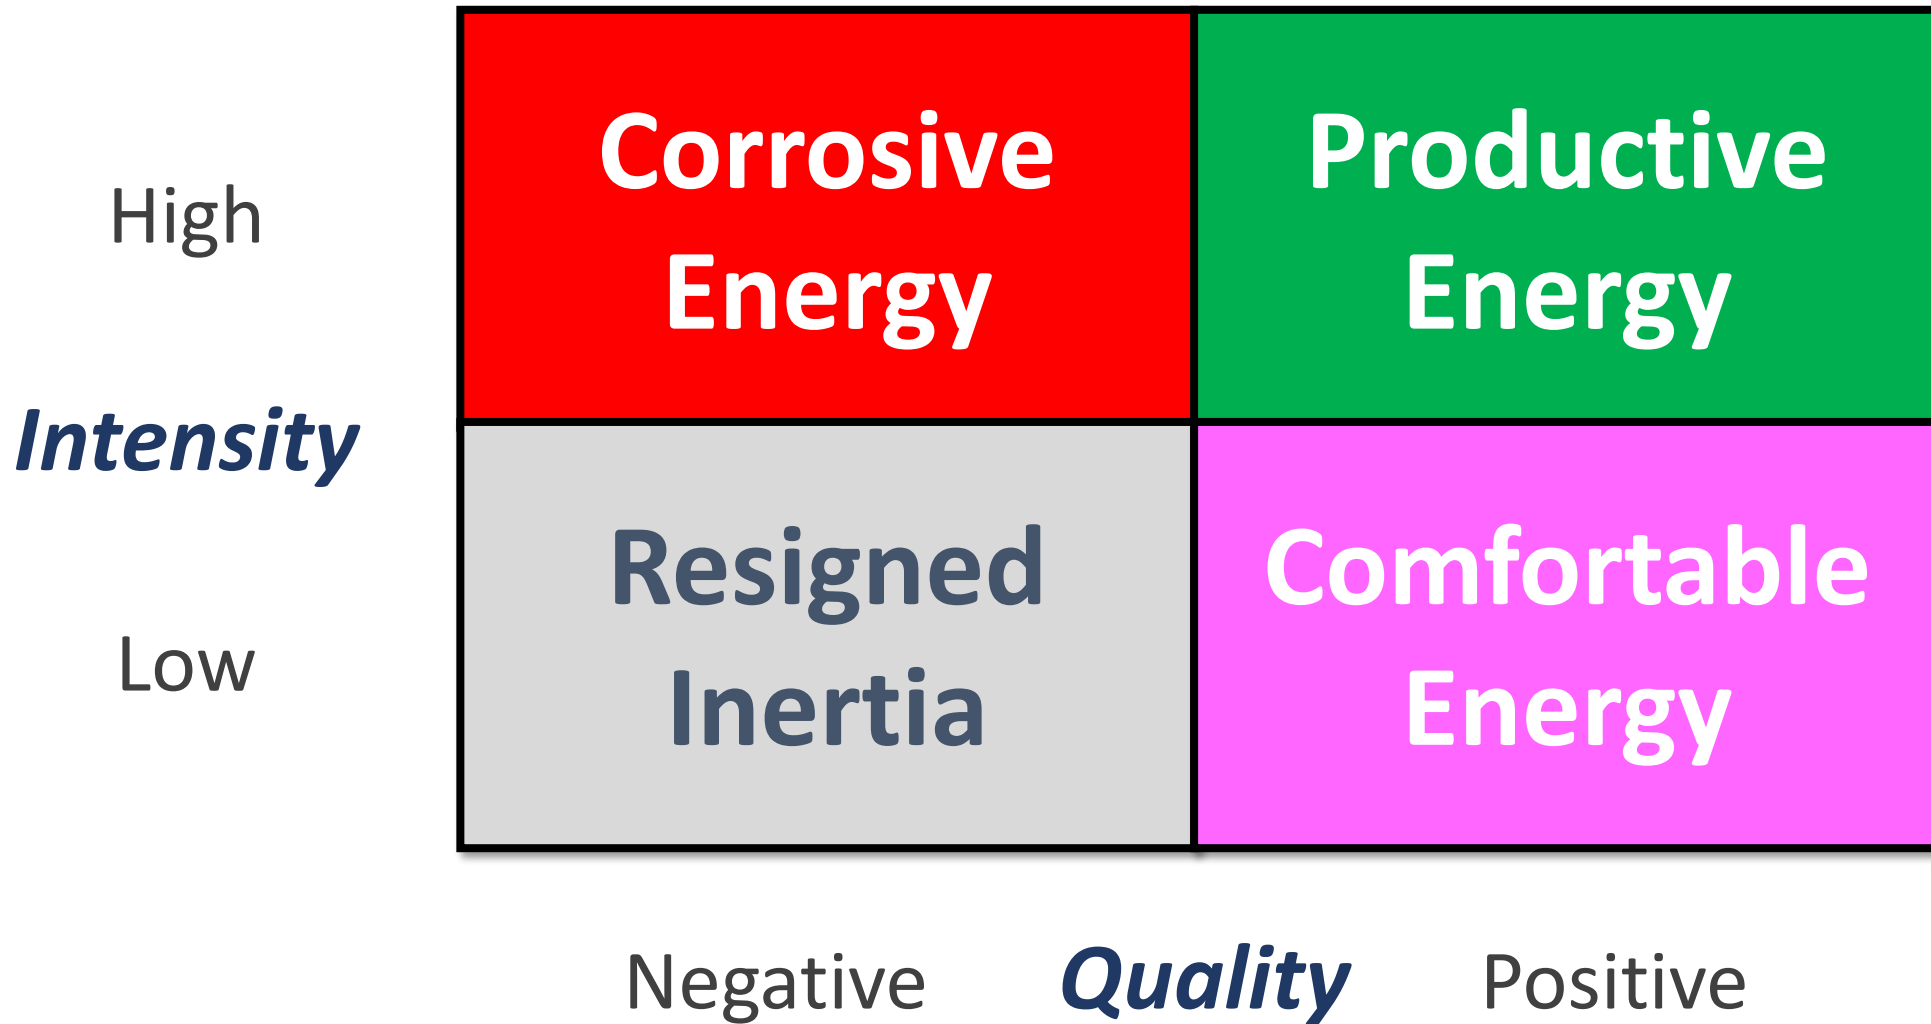 Corrosive
Energy
Productive
Energy
High
Intensity
Resigned
Inertia
Comfortable
Energy
Low
Negative
Quality
Positive